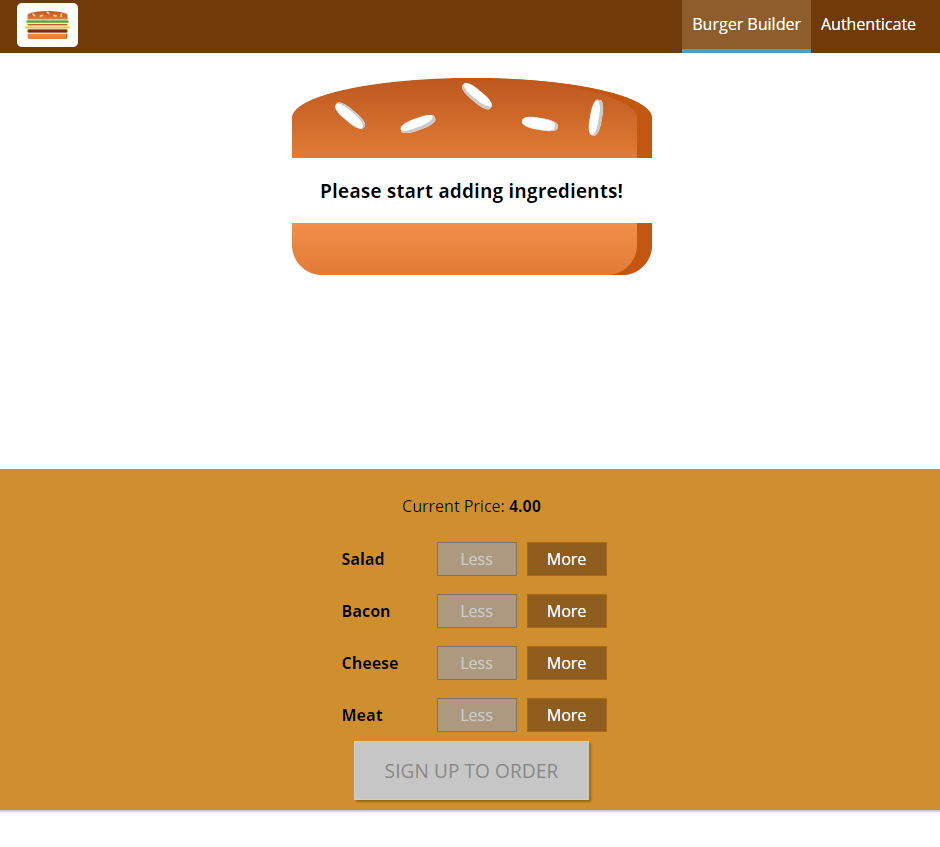 Burger Builder Authenticate
Please start adding ingredients!
Current Price: 4.00
Salad Less More
Bacon Less More
Cheese Less More
Meat Less More
SIGN UP TO ORDER